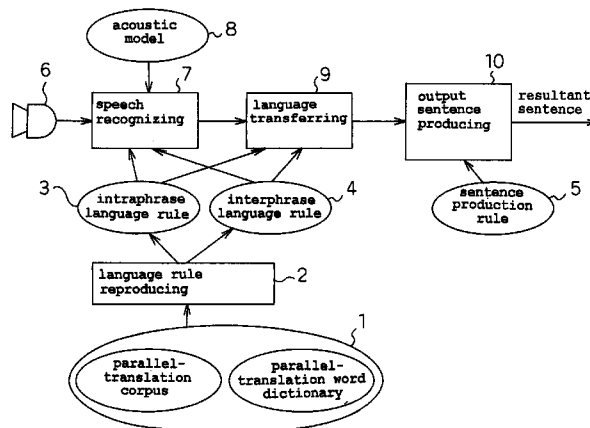 acoustic
model
8
6
7
9
10
speech
recognizing
language
transferring
output
sentence
producing
resultant
sentence
3
intraphrase
language rule
interphrase
language rule
4
sentence
production
rule
5
language rule
reproducing
2
1
parallel-
translation
corpus
parallel-
translation word
dictionary